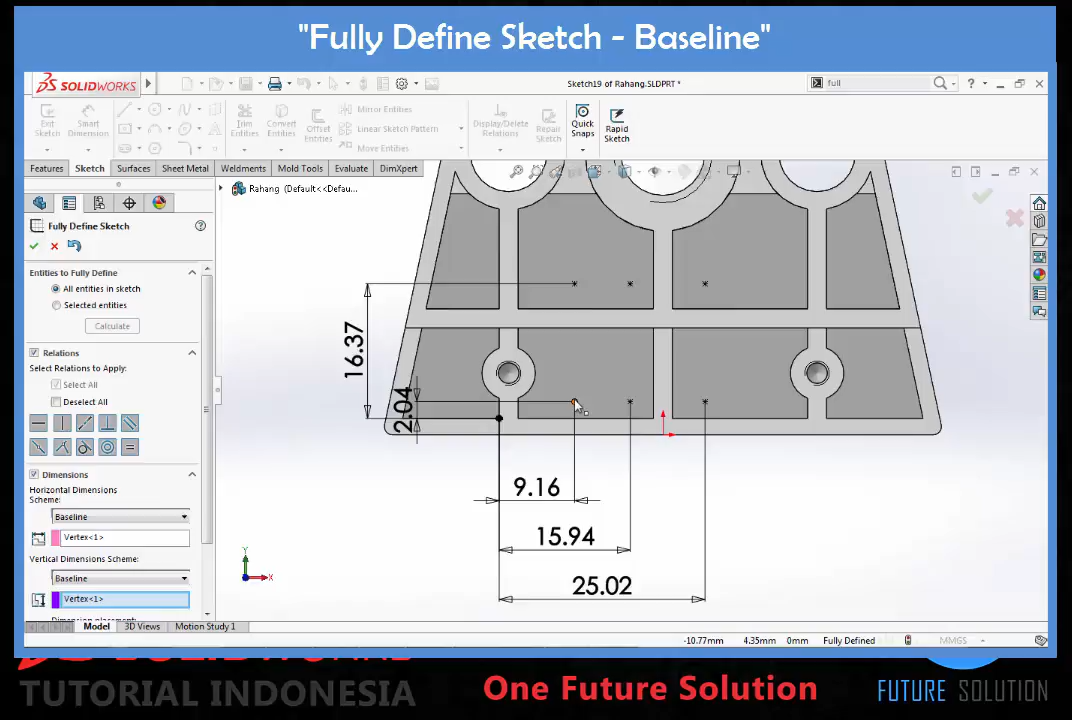 "Fully Define Sketch - Baseline"
SOLIDWORKS
Sketch19 of Rahang.SLDPRT *
full
Exit Sketch
Smart Dimension
Trim Entities
Convert Entities
Offset Entities
Mirror Entities
Linear Sketch Pattern
Move Entities
Display/Delete Relations
Repair Sketch
Quick Snaps
Rapid Sketch
Features
Sketch
Surfaces
Sheet Metal
Weldments
Mold Tools
Evaluate
DimXpert
Rahang (Default<<Defau...
Fully Define Sketch
Entities to Fully Define
All entities in sketch
Selected entities
Calculate
Relations
Select Relations to Apply:
Select All
Deselect All
Dimensions
Horizontal Dimensions
Scheme:
Baseline
Vertex<1>
Vertical Dimensions Scheme:
Baseline
Vertex<1>
16.37
2.04
9.16
15.94
25.02
Y
X
Model
3D Views
Motion Study 1
-10.77mm
4.35mm
0mm
Fully Defined
MMGS
TUTORIAL INDONESIA
One Future Solution
FUTURE SOLUTION